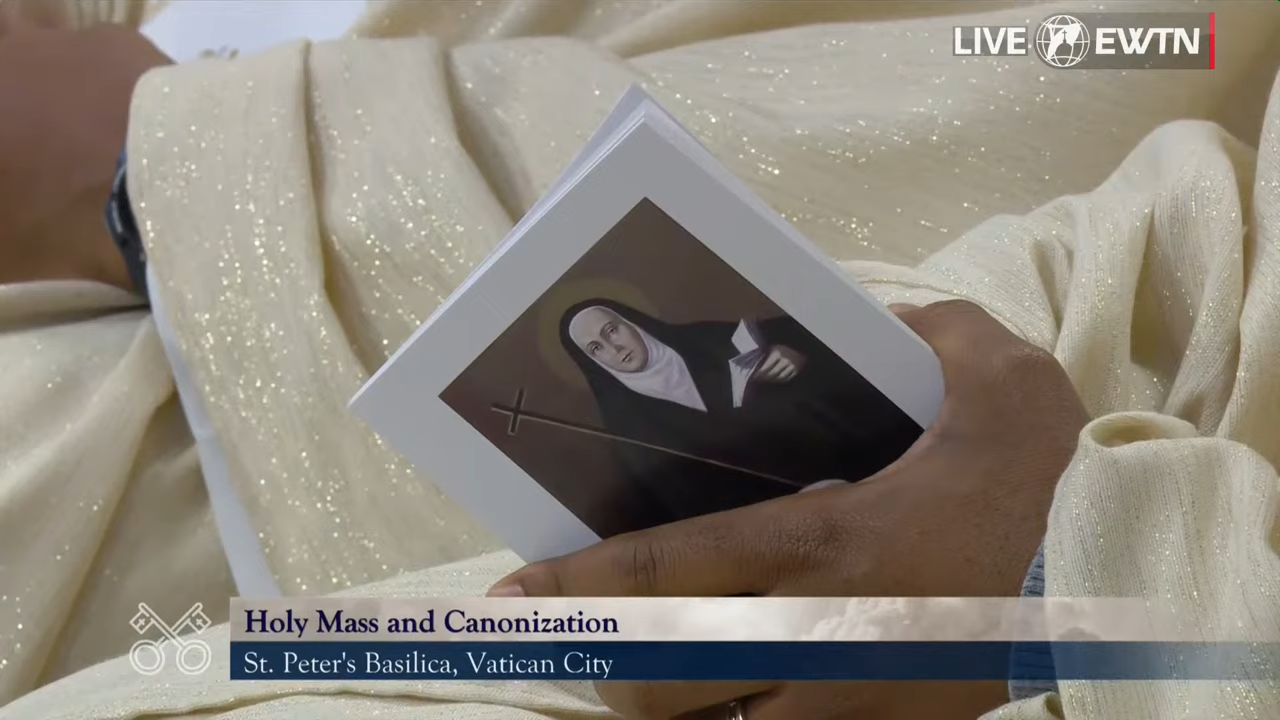 LIVE EWTN
Holy Mass and Canonization
St. Peter's Basilica, Vatican City